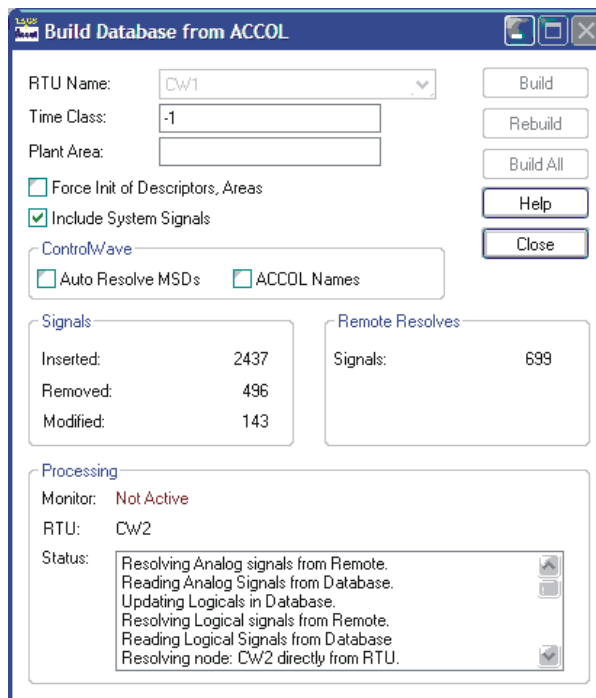 Build Database from ACCOL
RTU Name: CW1
Build
Time Class: -1
Rebuild
Plant Area:
Build All
Force Init of Descriptors, Areas
Help
Include System Signals
Close
ControlWave
Auto Resolve MSDs ACCOL Names
Signals
Inserted: 2437
Removed: 496
Modified: 143
Remote Resolves
Signals: 699
Processing
Monitor: Not Active
RTU: CW2
Status:
Resolving Analog signals from Remote.
Reading Analog Signals from Database.
Updating Logicals in Database.
Resolving Logical signals from Remote.
Reading Logical Signals from Database
Resolving node: CW2 directly from RTU.